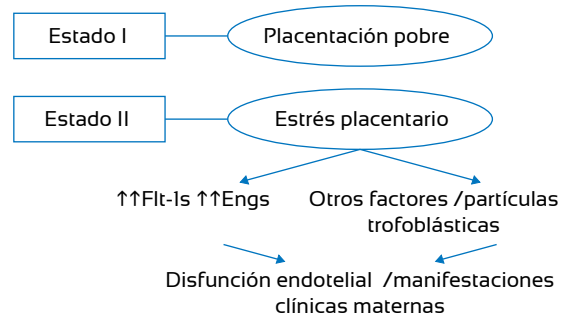 Estado I
Placentación pobre
Estado II
Estrés placentario
↑↑Flt-1s ↑↑Engs
Otros factores /partículas
trofoblásticas
Disfunción endotelial /manifestaciones
clínicas maternas